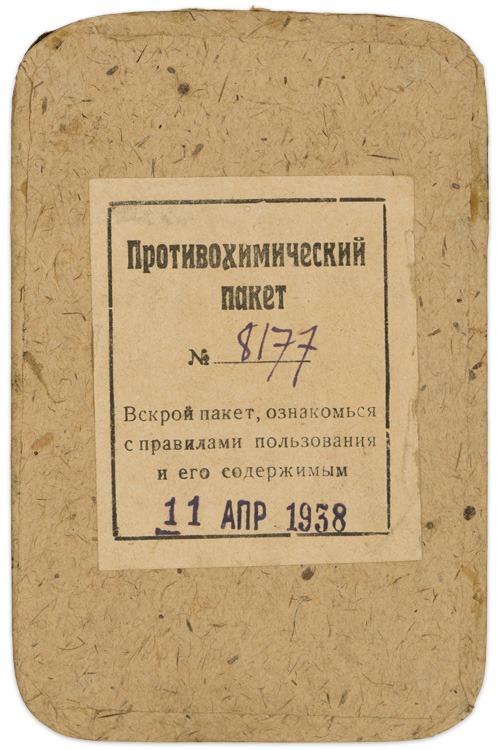 Противохимический
пакет
№ 8177
Вскрой пакет, ознакомься
с правилами пользования
и его содержимым
11 АПР 1938